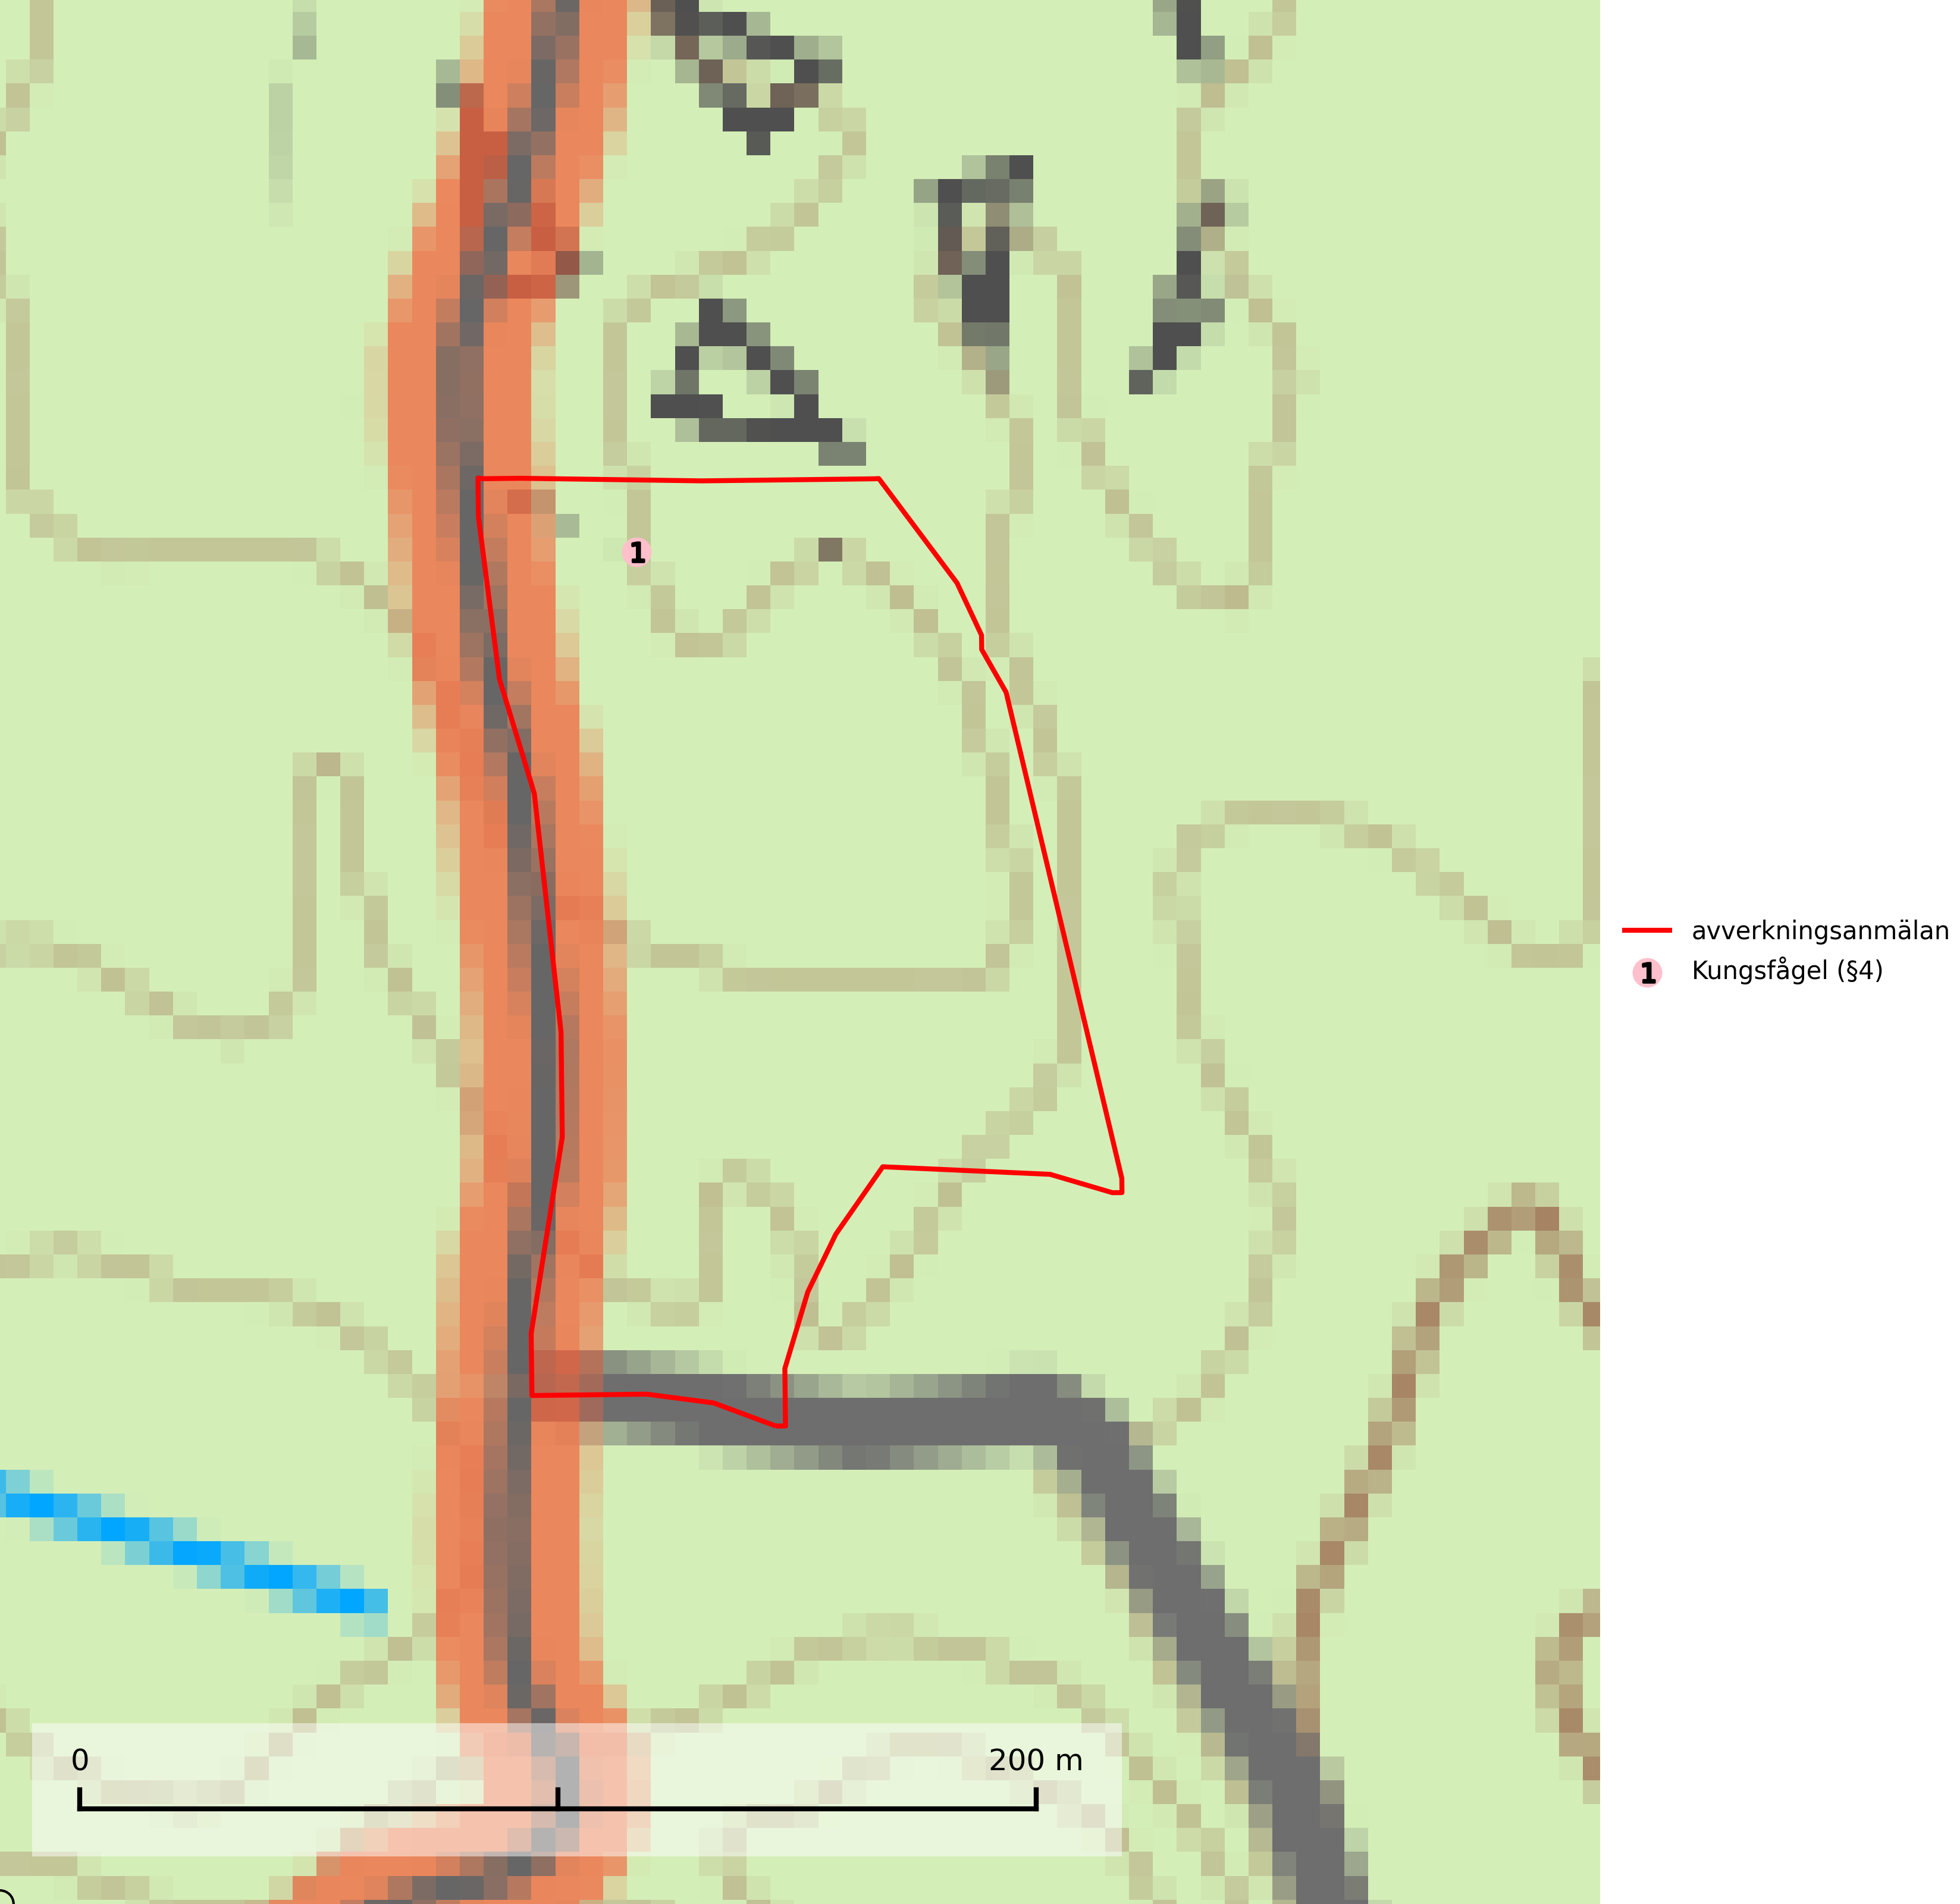 1
avverkningsanmälan
1 Kungsfågel (§4)
0 200 m